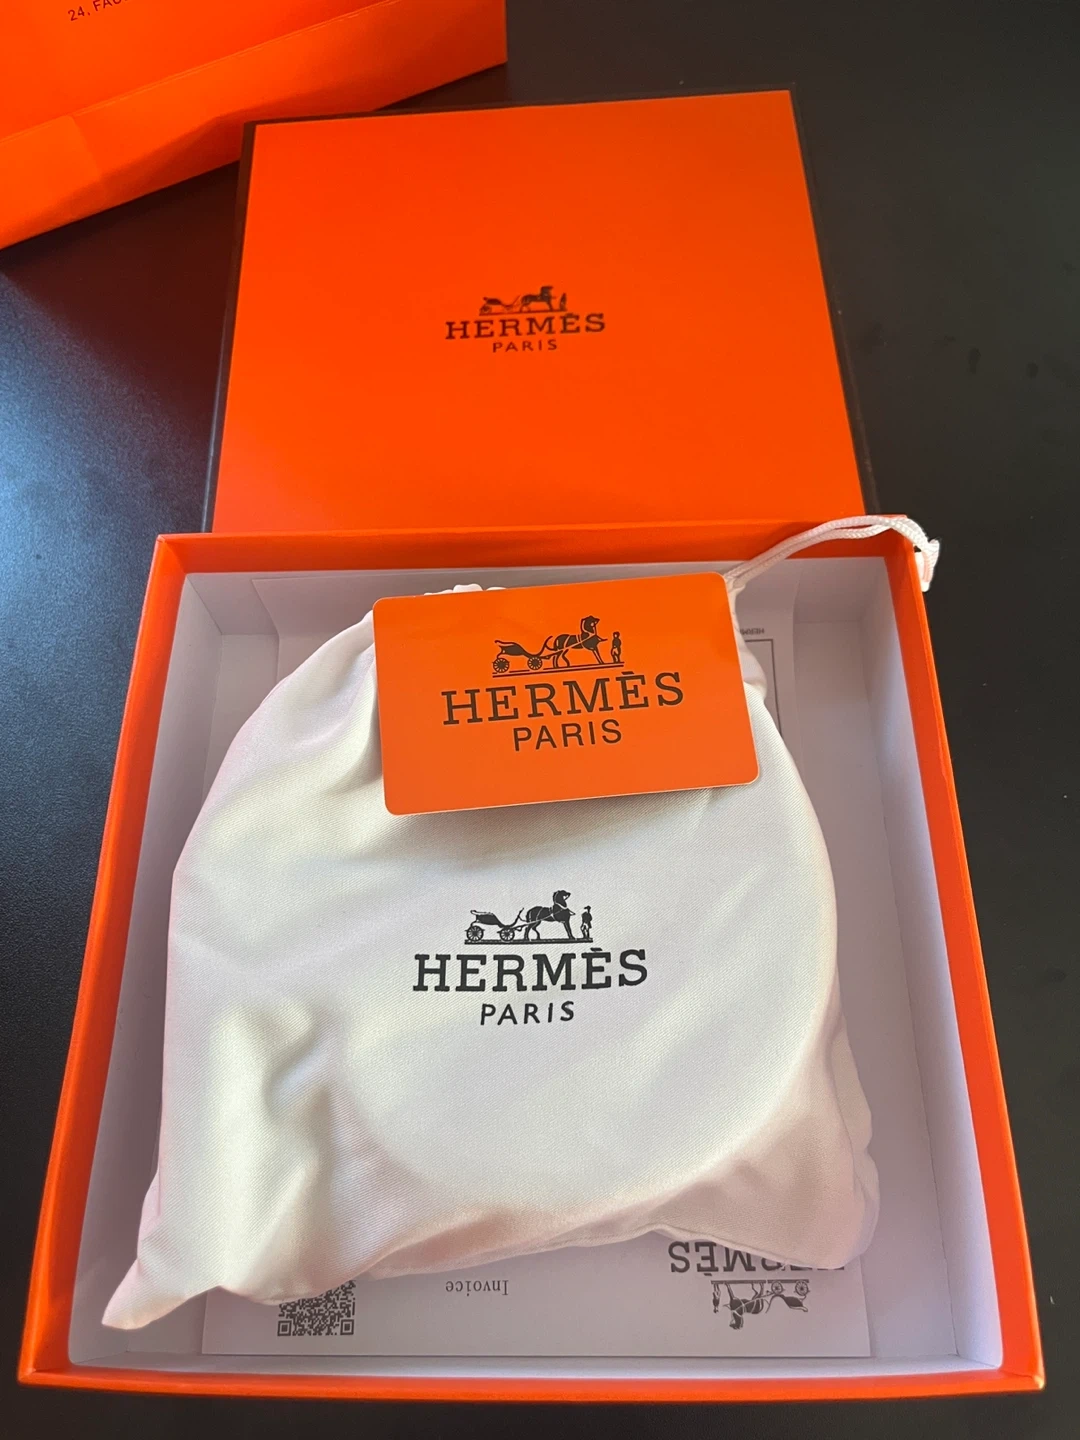 24, FAU
HERMÈS
PARIS
HERMÈS
PARIS
HERMÈS
PARIS
HERMÈS
Invoice